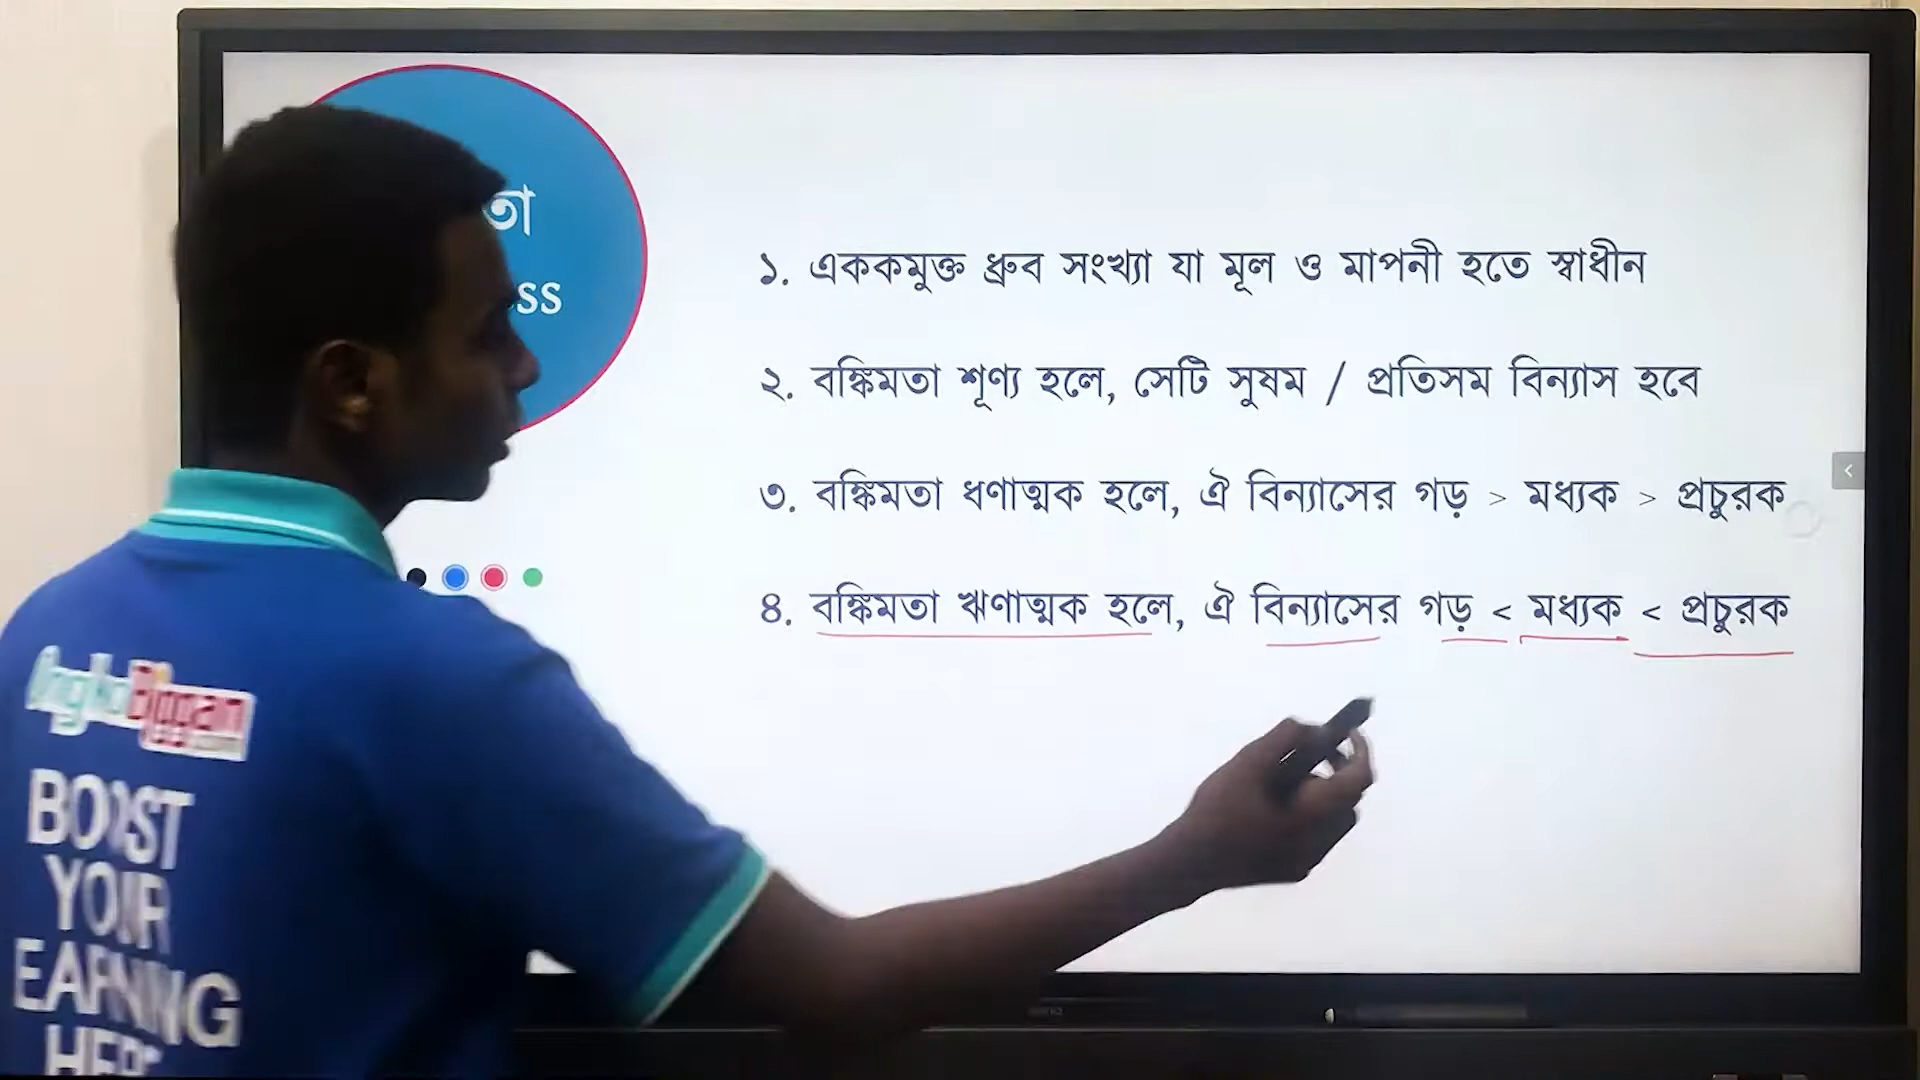 ১. এককমুক্ত ধ্রুব সংখ্যা যা মূল ও মাপনী হতে স্বাধীন
২. বঙ্কিমতা শূণ্য হলে, সেটি সুষম / প্রতিসম বিন্যাস হবে
৩. বঙ্কিমতা ধণাত্মক হলে, ঐ বিন্যাসের গড় > মধ্যক > প্রচুরক
৪. বঙ্কিমতা ঋণাত্মক হলে, ঐ বিন্যাসের গড় < মধ্যক < প্রচুরক
BOOST
YOUR
EARNING
HERE